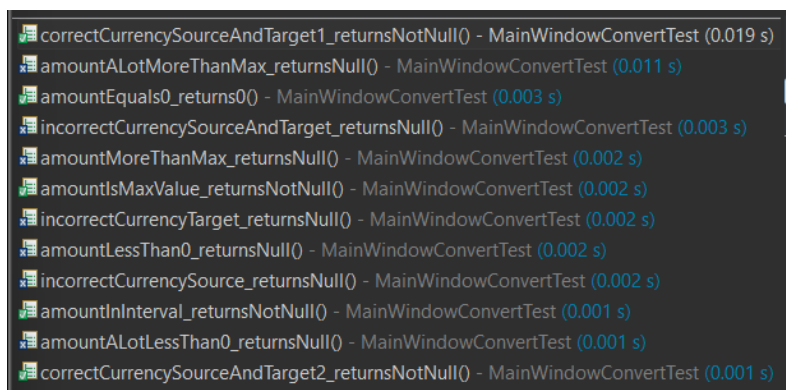 correctCurrencySourceAndTarget1_returnsNotNull() - MainWindowConvertTest (0.019 s)
amountALotMoreThanMax_returnsNull() - MainWindowConvertTest (0.011 s)
amountEquals0_returns0() - MainWindowConvertTest (0.003 s)
incorrectCurrencySourceAndTarget_returnsNull() - MainWindowConvertTest (0.003 s)
amountMoreThanMax_returnsNull() - MainWindowConvertTest (0.002 s)
amountIsMaxValue_returnsNotNull() - MainWindowConvertTest (0.002 s)
incorrectCurrencyTarget_returnsNull() - MainWindowConvertTest (0.002 s)
amountLessThan0_returnsNull() - MainWindowConvertTest (0.002 s)
incorrectCurrencySource_returnsNull() - MainWindowConvertTest (0.002 s)
amountInInterval_returnsNotNull() - MainWindowConvertTest (0.001 s)
amountALotLessThan0_returnsNull() - MainWindowConvertTest (0.001 s)
correctCurrencySourceAndTarget2_returnsNotNull() - MainWindowConvertTest (0.001 s)